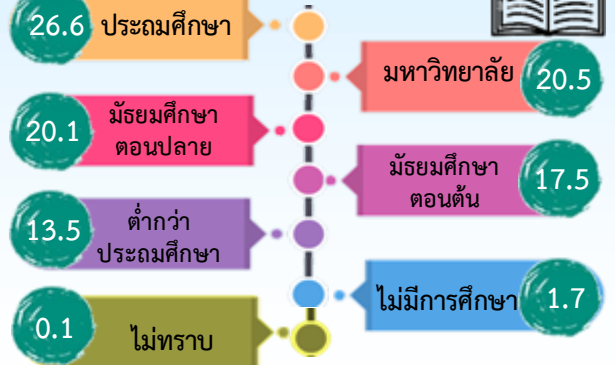 26.6 ประถมศึกษา
มหาวิทยาลัย 20.5
20.1 มัธยมศึกษา
ตอนปลาย
มัธยมศึกษา 17.5
ตอนต้น
13.5 ต่ำกว่า
ประถมศึกษา
ไม่มีการศึกษา 1.7
0.1 ไม่ทราบ